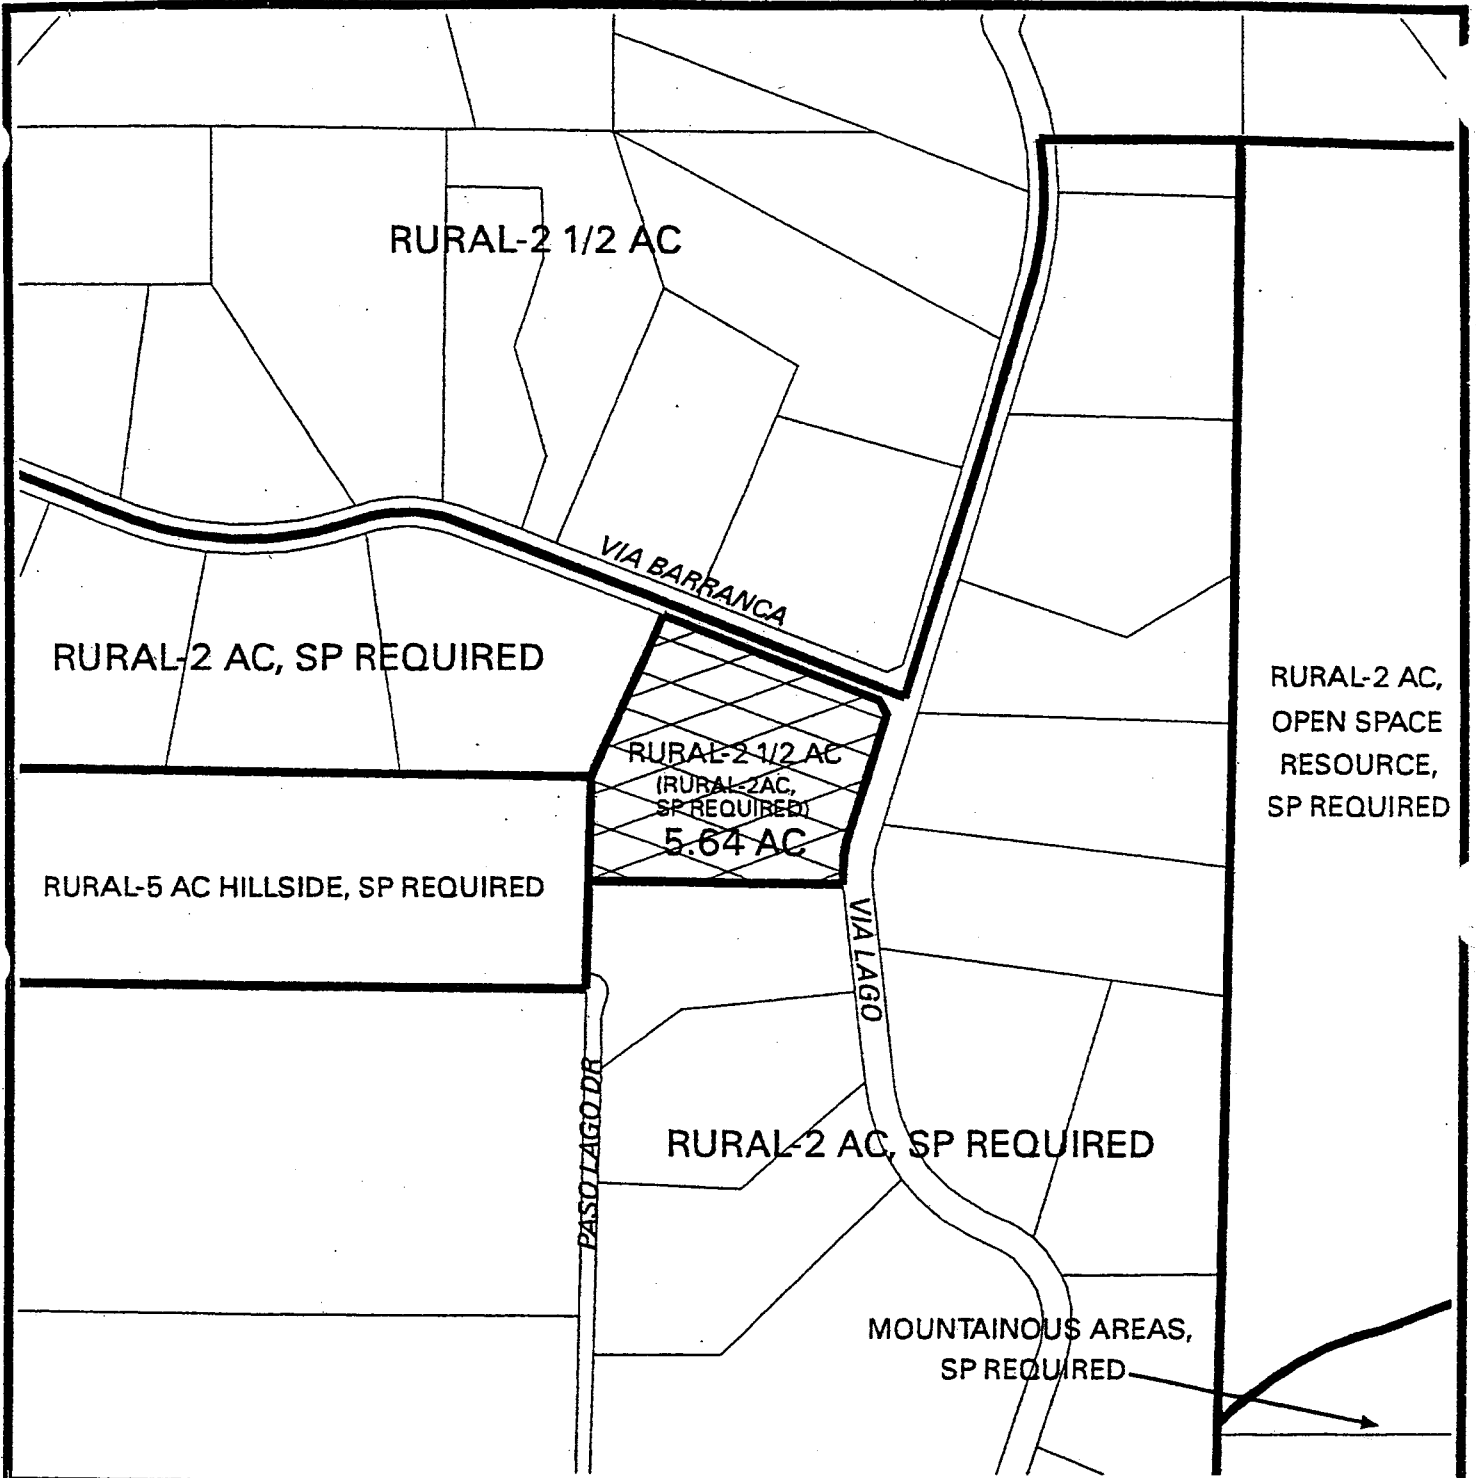 RURAL-2 1/2 AC
VIA BARRANCA
RURAL-2 AC, SP REQUIRED
RURAL-2 AC,
OPEN SPACE
RESOURCE,
SP REQUIRED
RURAL-2 1/2 AC
(RURAL-2AC,
SP REQUIRED)
5.64 AC
RURAL-5 AC HILLSIDE, SP REQUIRED
VIA LAGO
PASO LAGO DR
RURAL-2 AC, SP REQUIRED
MOUNTAINOUS AREAS,
SP REQUIRED